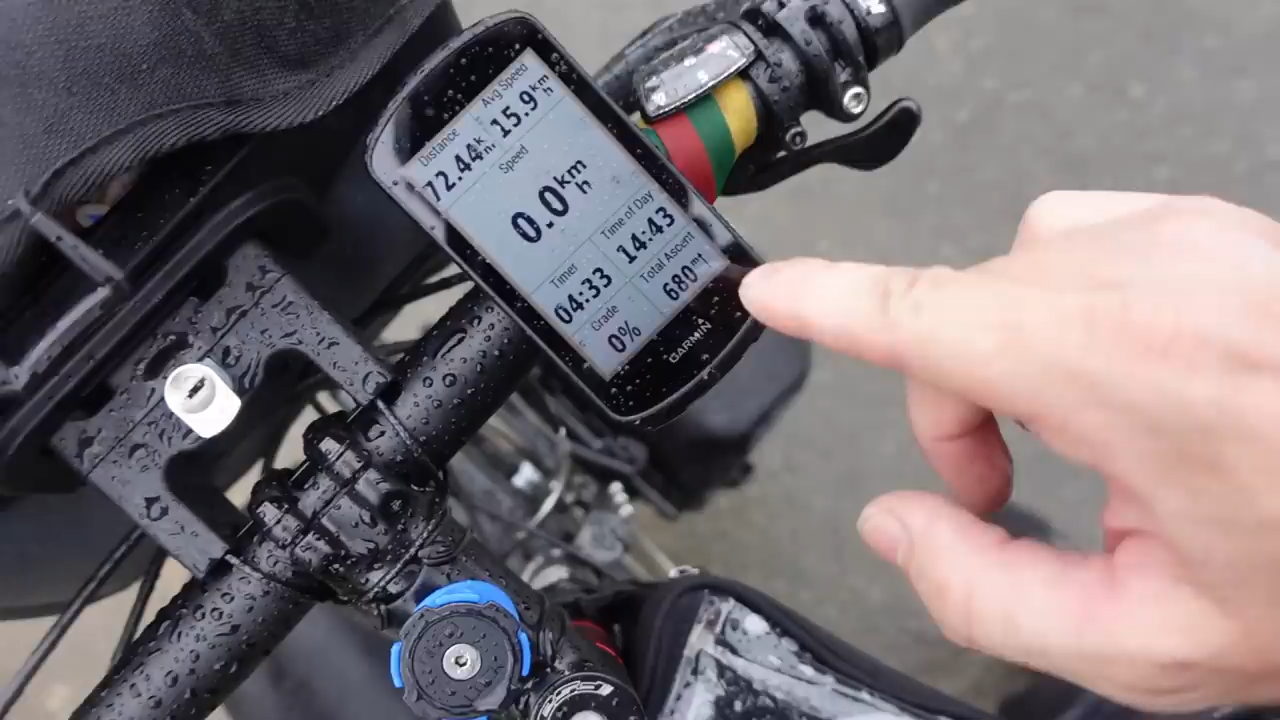 Distance
Avg Speed
72.44 km
15.9 km/h
Speed
0.0 km/h
Timer
Time of Day
04:33
14:43
Grade
Total Ascent
0%
680 mt
GARMIN